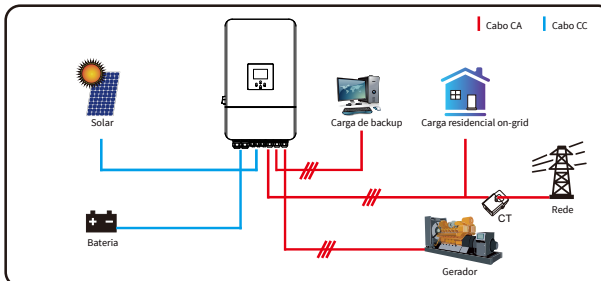 Cabo CA
Cabo CC
Solar
Carga de backup
Carga residencial on-grid
CT
Rede
Bateria
Gerador